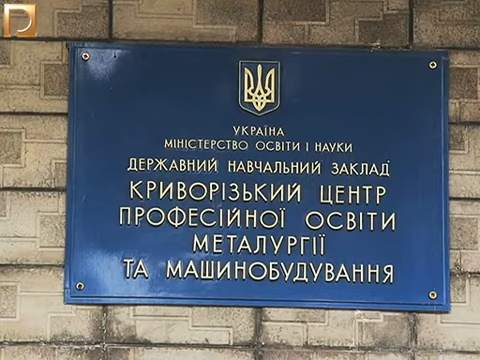 УКРАЇНА
МІНІСТЕРСТВО ОСВІТИ І НАУКИ
ДЕРЖАВНИЙ НАВЧАЛЬНИЙ ЗАКЛАД
КРИВОРІЗЬКИЙ ЦЕНТР
ПРОФЕСІЙНОЇ ОСВІТИ
МЕТАЛУРГІЇ
ТА МАШИНОБУДУВАННЯ